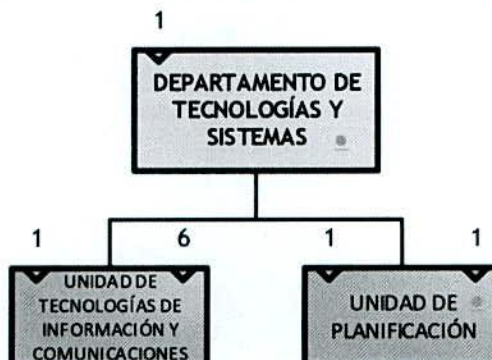 1
DEPARTAMENTO DE
TECNOLOGÍAS Y
SISTEMAS
1 6 1 1
UNIDAD DE
TECNOLOGÍAS DE
INFORMACIÓN Y
COMUNICACIONES
UNIDAD DE
PLANIFICACIÓN